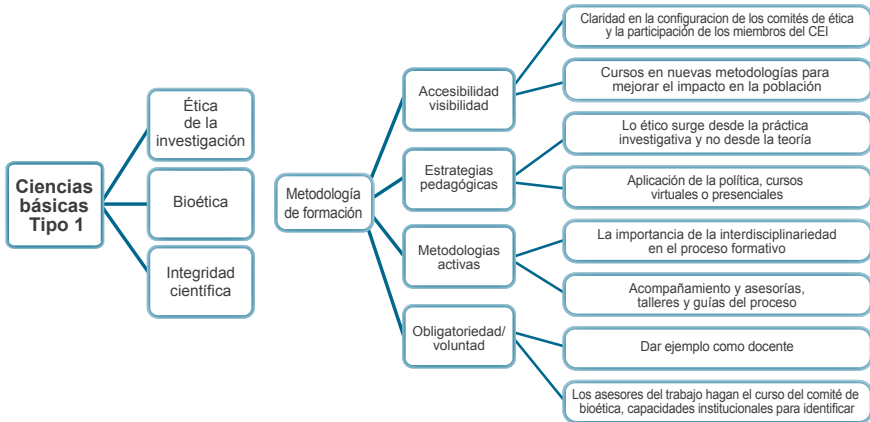 Ciencias
básicas
Tipo 1
Ética
de la
investigación
Bioética
Integridad
científica
Metodología
de formación
Accesibilidad
visibilidad
Claridad en la configuracion de los comités de ética
y la participación de los miembros del CEI
Cursos en nuevas metodologías para
mejorar el impacto en la población
Estrategias
pedagógicas
Lo ético surge desde la práctica
investigativa y no desde la teoría
Aplicación de la política, cursos
virtuales o presenciales
Metodologias
activas
La importancia de la interdisciplinariedad
en el proceso formativo
Acompañamiento y asesorías,
talleres y guías del proceso
Obligatoriedad/
voluntad
Dar ejemplo como docente
Los asesores del trabajo hagan el curso del comité de
bioética, capacidades institucionales para identificar